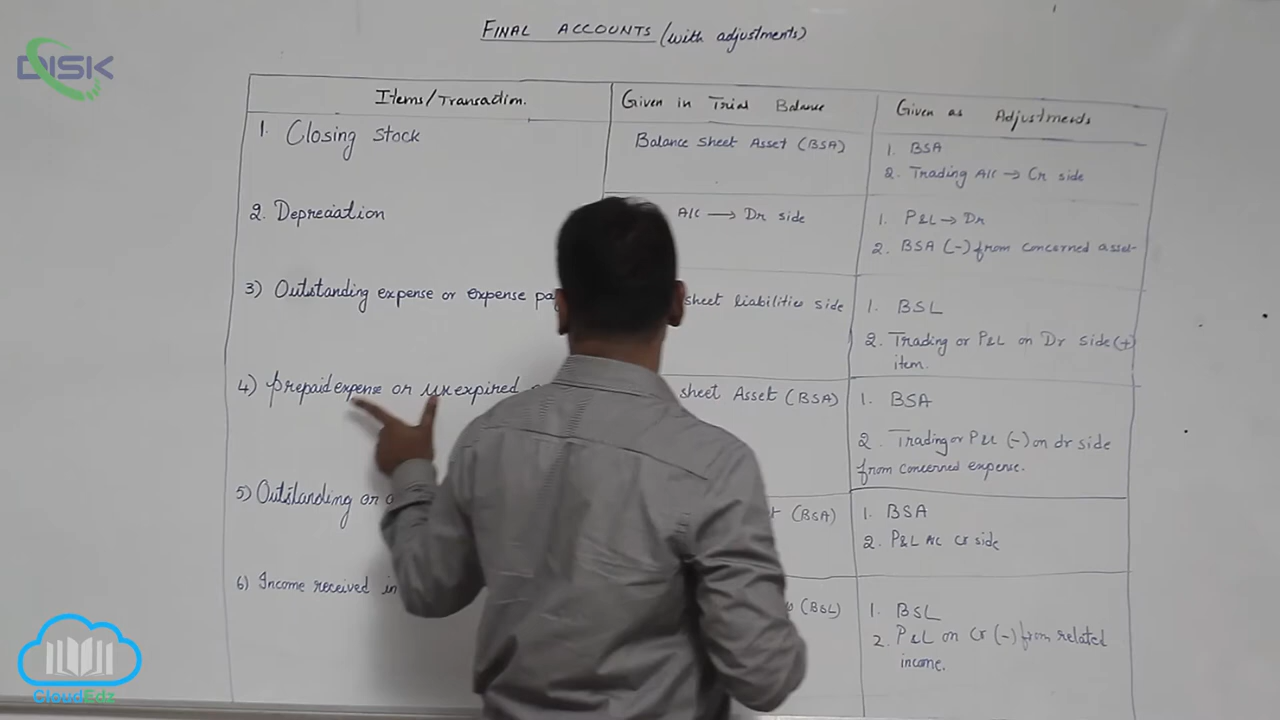 FINAL ACCOUNTS (with adjustments)
DISK
Items/Transaction.
Given in Trial Balance
Given as Adjustments
1. Closing stock
Balance sheet Asset (BSA)
1. BSA
2. Trading A/C → Cr side
2. Depreciation
A/C → Dr side
1. P&L → Dr
2. BSA (-) from concerned asset-
3) Outstanding expense or expense
sheet liabilities side
1. BSL
2. Trading or P&L on Dr side (+)
item.
4) Prepaid expense or unexpired
sheet Asset (BSA)
1. BSA
2. Trading or P&L (-) on dr side
from concerned expense.
5) Outstanding or
(BSA)
1. BSA
2. P&L A/C Cr side
6) Income received in
(BSL)
1. BSL
2. P&L on Cr (-) from related
income.
CloudEdz